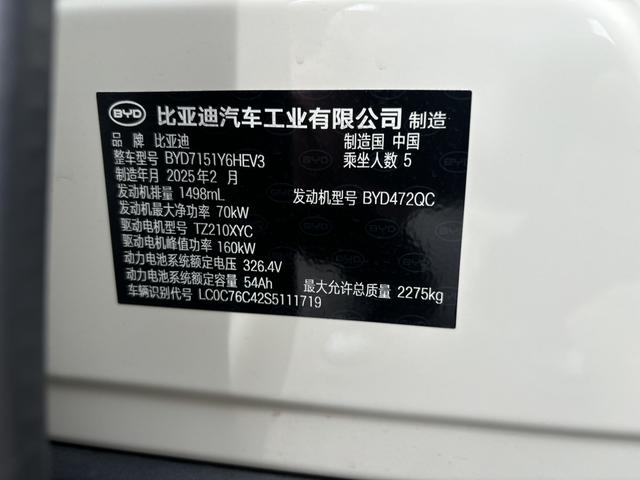 BYD 比亚迪汽车工业有限公司 制造
品 牌 比亚迪 制造国 中国
整车型号 BYD7151Y6HEV3 乘坐人数 5
制造年月 2025年2 月
发动机排量 1498mL 发动机型号 BYD472QC
发动机最大净功率 70kW
驱动电机型号 TZ210XYC
驱动电机峰值功率 160kW
动力电池系统额定电压 326.4V
动力电池系统额定容量 54Ah 最大允许总质量 2275kg
车辆识别代号 LC0C76C42S5111719